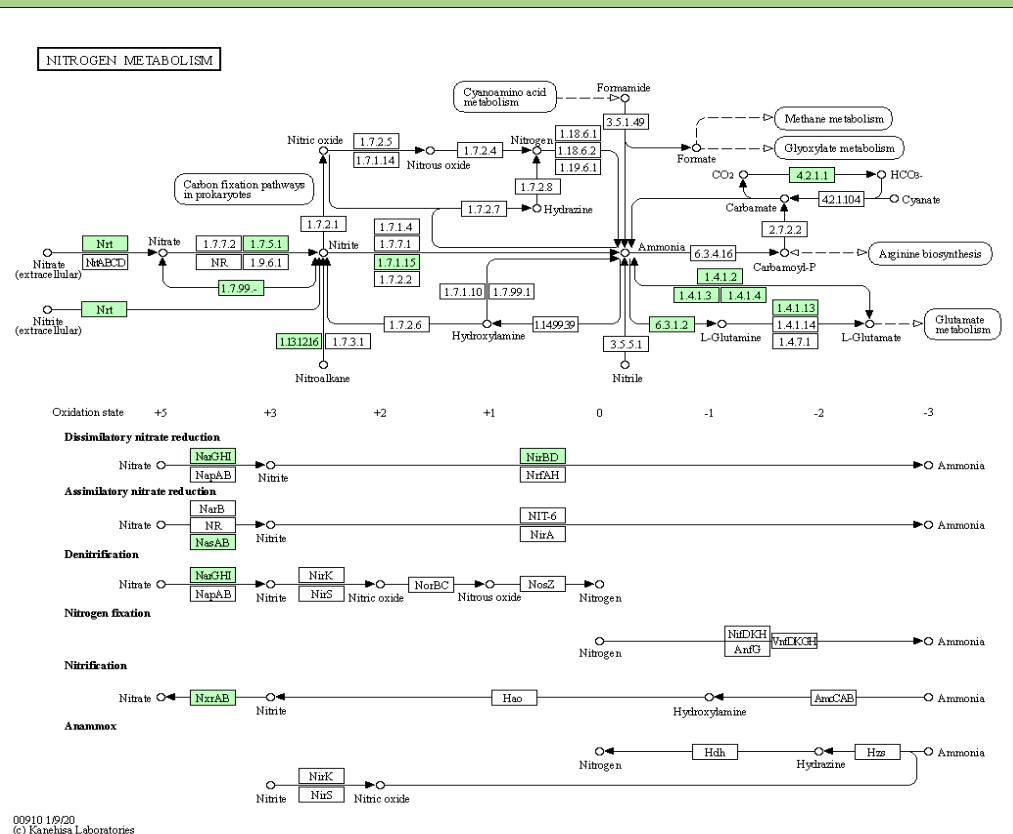 NITROGEN METABOLISM
Cyanoamino acid
metabolism
Formamide
3.5.1.49
Methane metabolism
Formate
Glyoxylate metabolism
Nitric oxide
1.7.2.5
1.7.1.14
Nitrous oxide
1.7.2.4
Nitrogen
1.18.6.1
1.18.6.2
1.19.6.1
1.7.2.8
1.7.2.7
Hydrazine
CO2
4.2.1.1
HCO3-
Carbamate
4.2.1.104
Cyanate
2.7.2.2
Carbon fixation pathways
in prokaryotes
1.7.2.1
Nitrate
(extracellular)
Nrt
NrtABCD
Nitrate
1.7.7.2
1.7.5.1
NR
1.9.6.1
1.7.99.-
Nitrite
1.7.1.4
1.7.7.1
1.7.1.15
1.7.2.2
Ammonia
6.3.4.16
Carbamoyl-P
Arginine biosynthesis
1.4.1.2
1.4.1.3
1.4.1.4
Nitrite
(extracellular)
Nrt
1.7.1.10
1.7.99.1
1.7.2.6
Hydroxylamine
1.14.99.39
6.3.1.2
L-Glutamine
1.4.1.13
1.4.1.14
1.4.7.1
L-Glutamate
Glutamate
metabolism
1.13.12.16
1.7.3.1
Nitroalkane
3.5.5.1
Nitrile
Oxidation state +5 +3 +2 +1 0 -1 -2 -3
Dissimilatory nitrate reduction
Nitrate
NarGHI
NapAB
Nitrite
NirBD
NrfAH
Ammonia
Assimilatory nitrate reduction
Nitrate
NarB
NR
NasAB
Nitrite
NIT-6
NirA
Ammonia
Denitrification
Nitrate
NarGHI
NapAB
Nitrite
NirK
NirS
Nitric oxide
NorBC
Nitrous oxide
NosZ
Nitrogen
Nitrogen fixation
Nitrogen
NifDKH
AnfG
VnfDKGH
Ammonia
Nitrification
Nitrate
NxrAB
Nitrite
Hao
Hydroxylamine
AmoCAB
Ammonia
Anammox
Nitrogen
Hdh
Hydrazine
Hzs
Ammonia
Nitrite
NirK
NirS
Nitric oxide
00910 1/9/20
(c) Kanehisa Laboratories